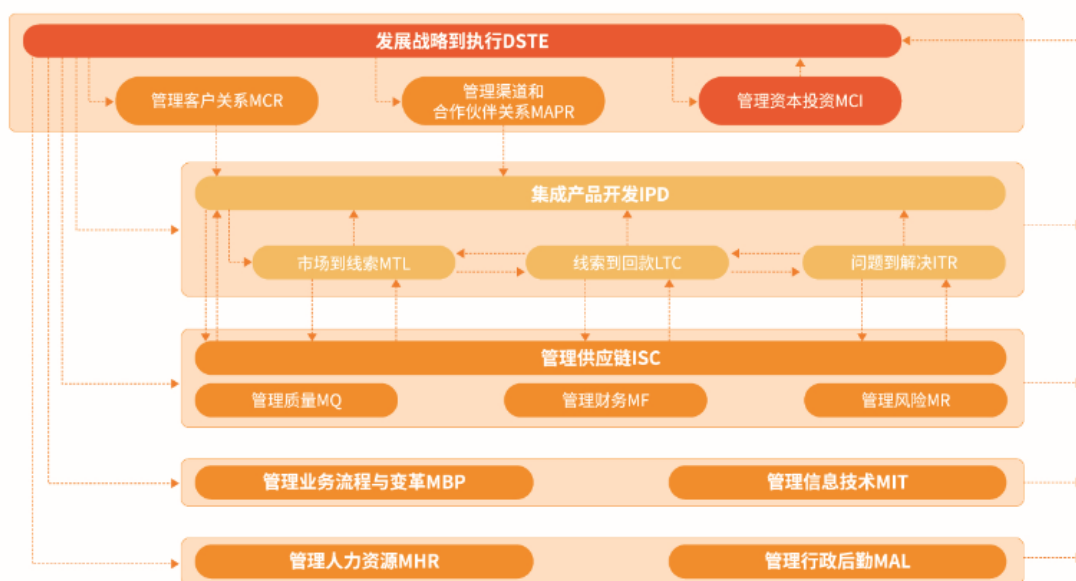 发展战略到执行DSTE
管理客户关系MCR
管理渠道和
合作伙伴关系MAPR
管理资本投资MCI
集成产品开发IPD
市场到线索MTL
线索到回款LTC
问题到解决ITR
管理供应链ISC
管理质量MQ
管理财务MF
管理风险MR
管理业务流程与变革MBP
管理信息技术MIT
管理人力资源MHR
管理行政后勤MAL